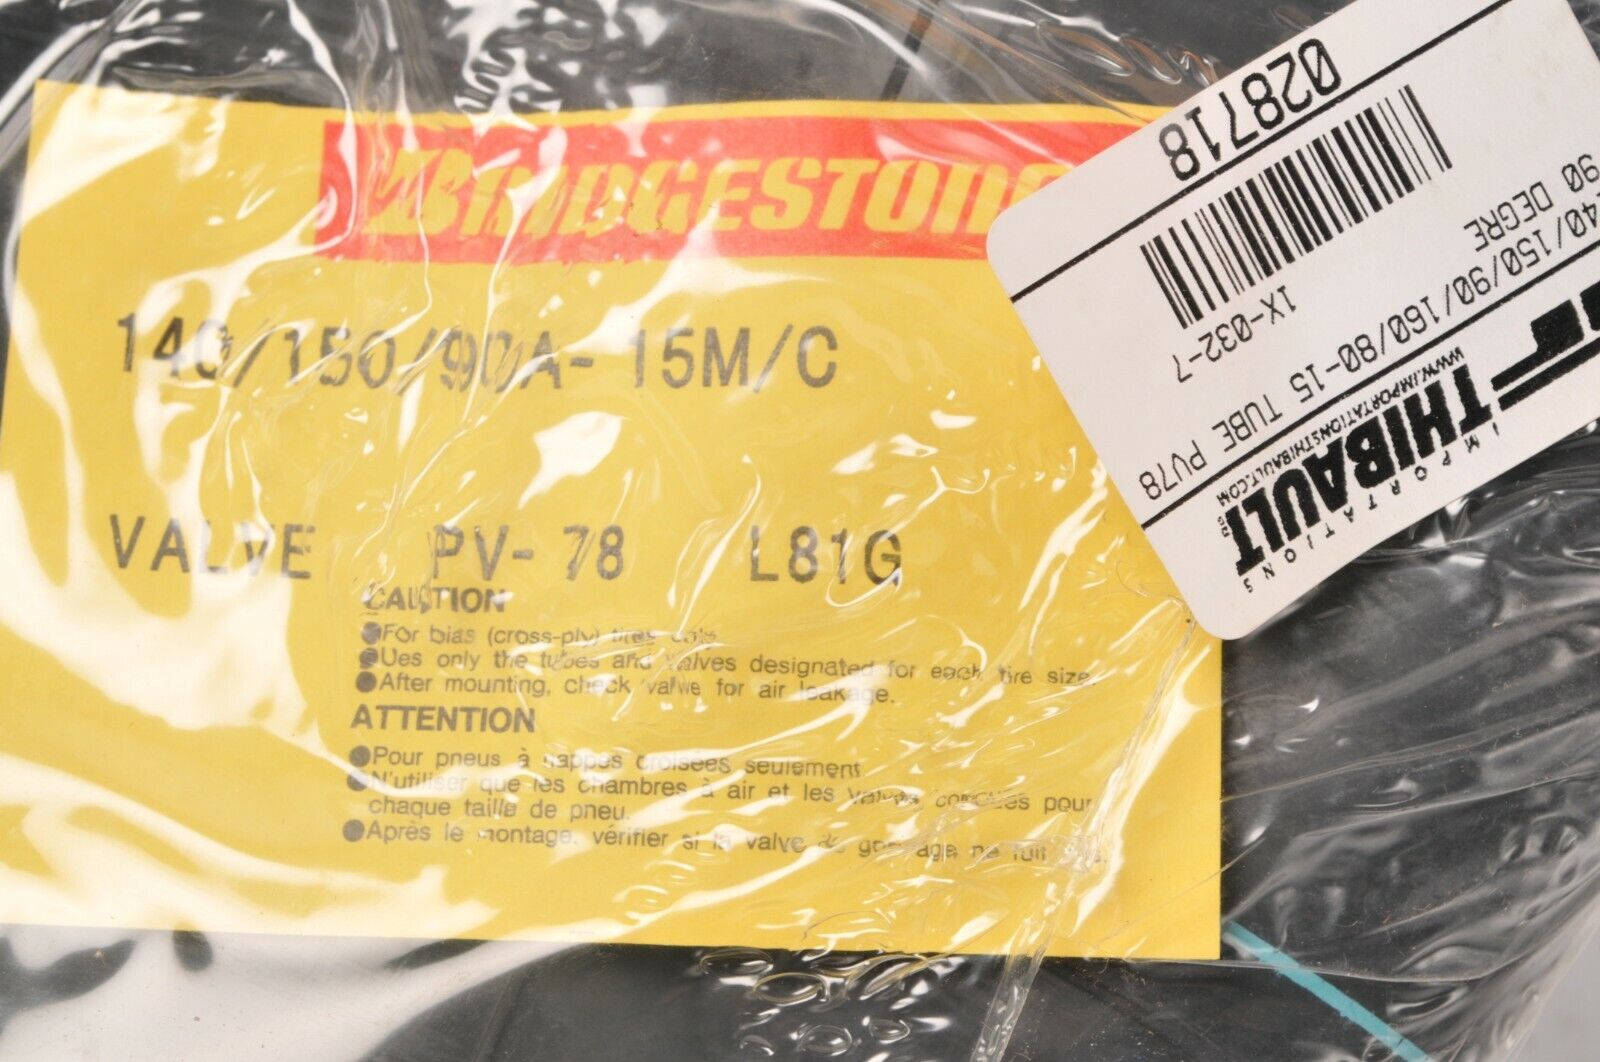 BRIDGESTONE
140/150/90A-15M/C
VALVE PV-78 L81G
CAUTION
●For bias (cross-ply) tires only.
●Ues only the tubes and valves designated for each tire size.
●After mounting, check valve for air leakage.
ATTENTION
●Pour pneus à nappes croisées seulement
●N'utiliser que les chambres à air et les valves conçues pour
chaque taille de pneu.
●Après le montage, vérifier si la valve de gonflage ne fuit pas.
028718
1X-032-7
140/150/90/160/80-15 TUBE PV78
90 DEGRE
WWW.IMPORTATIONSTHIBAULT.COM
THIBAULT
IMPORTATIONS